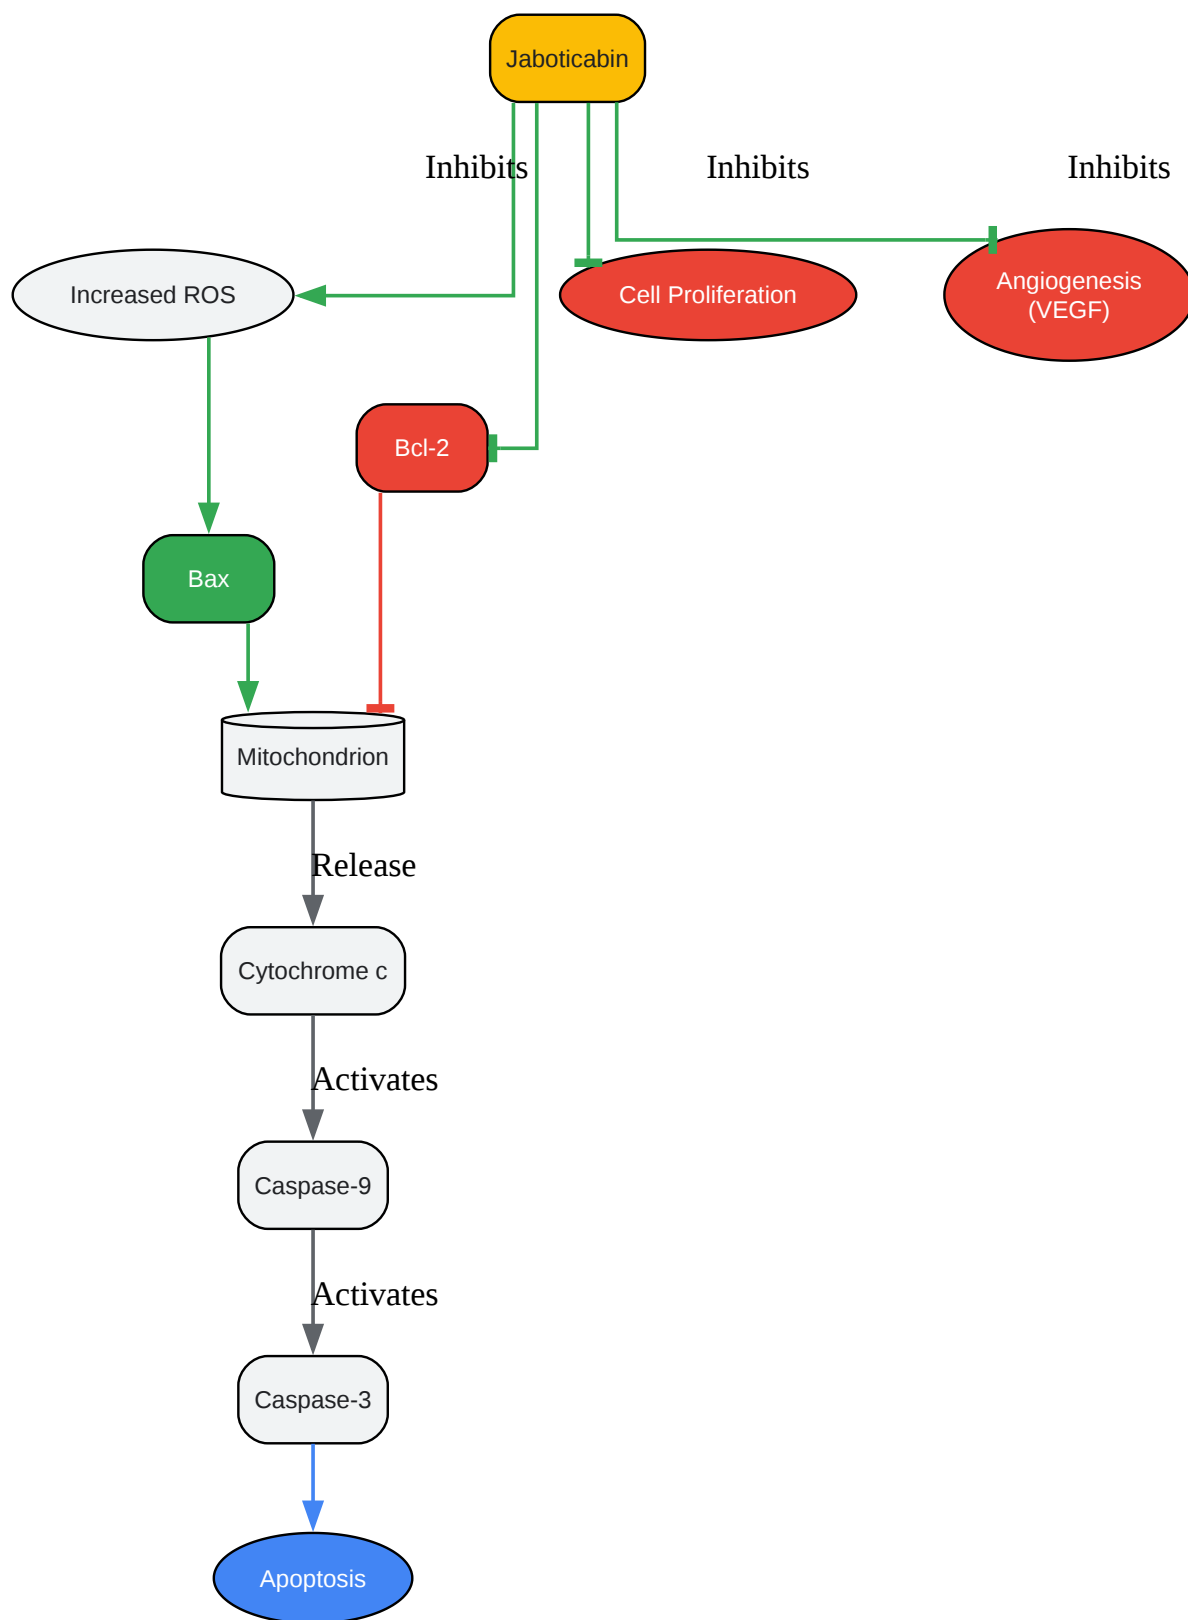 Jaboticabin
Inhibits
Inhibits
Inhibits
Increased ROS
Cell Proliferation
Angiogenesis
(VEGF)
Bcl-2
Bax
Mitochondrion
Release
Cytochrome c
Activates
Caspase-9
Activates
Caspase-3
Apoptosis